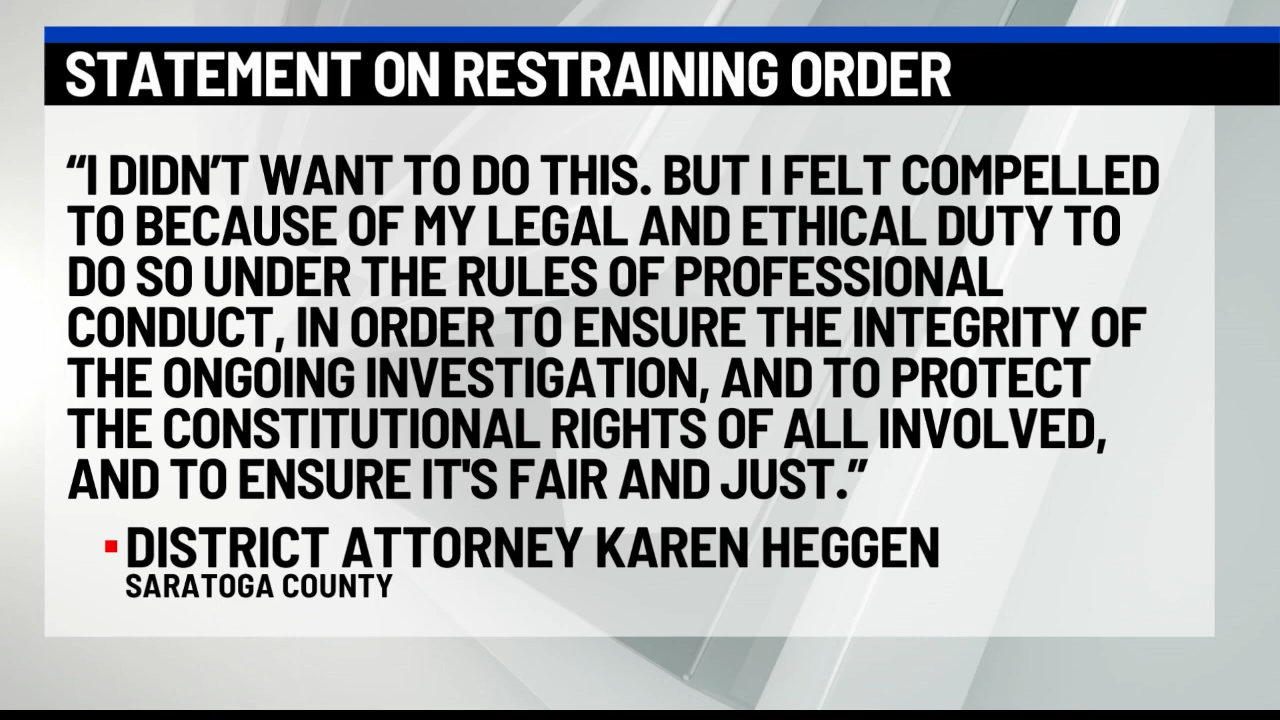 STATEMENT ON RESTRAINING ORDER
“I DIDN’T WANT TO DO THIS. BUT I FELT COMPELLED
TO BECAUSE OF MY LEGAL AND ETHICAL DUTY TO
DO SO UNDER THE RULES OF PROFESSIONAL
CONDUCT, IN ORDER TO ENSURE THE INTEGRITY OF
THE ONGOING INVESTIGATION, AND TO PROTECT
THE CONSTITUTIONAL RIGHTS OF ALL INVOLVED,
AND TO ENSURE IT'S FAIR AND JUST.”
▪DISTRICT ATTORNEY KAREN HEGGEN
SARATOGA COUNTY